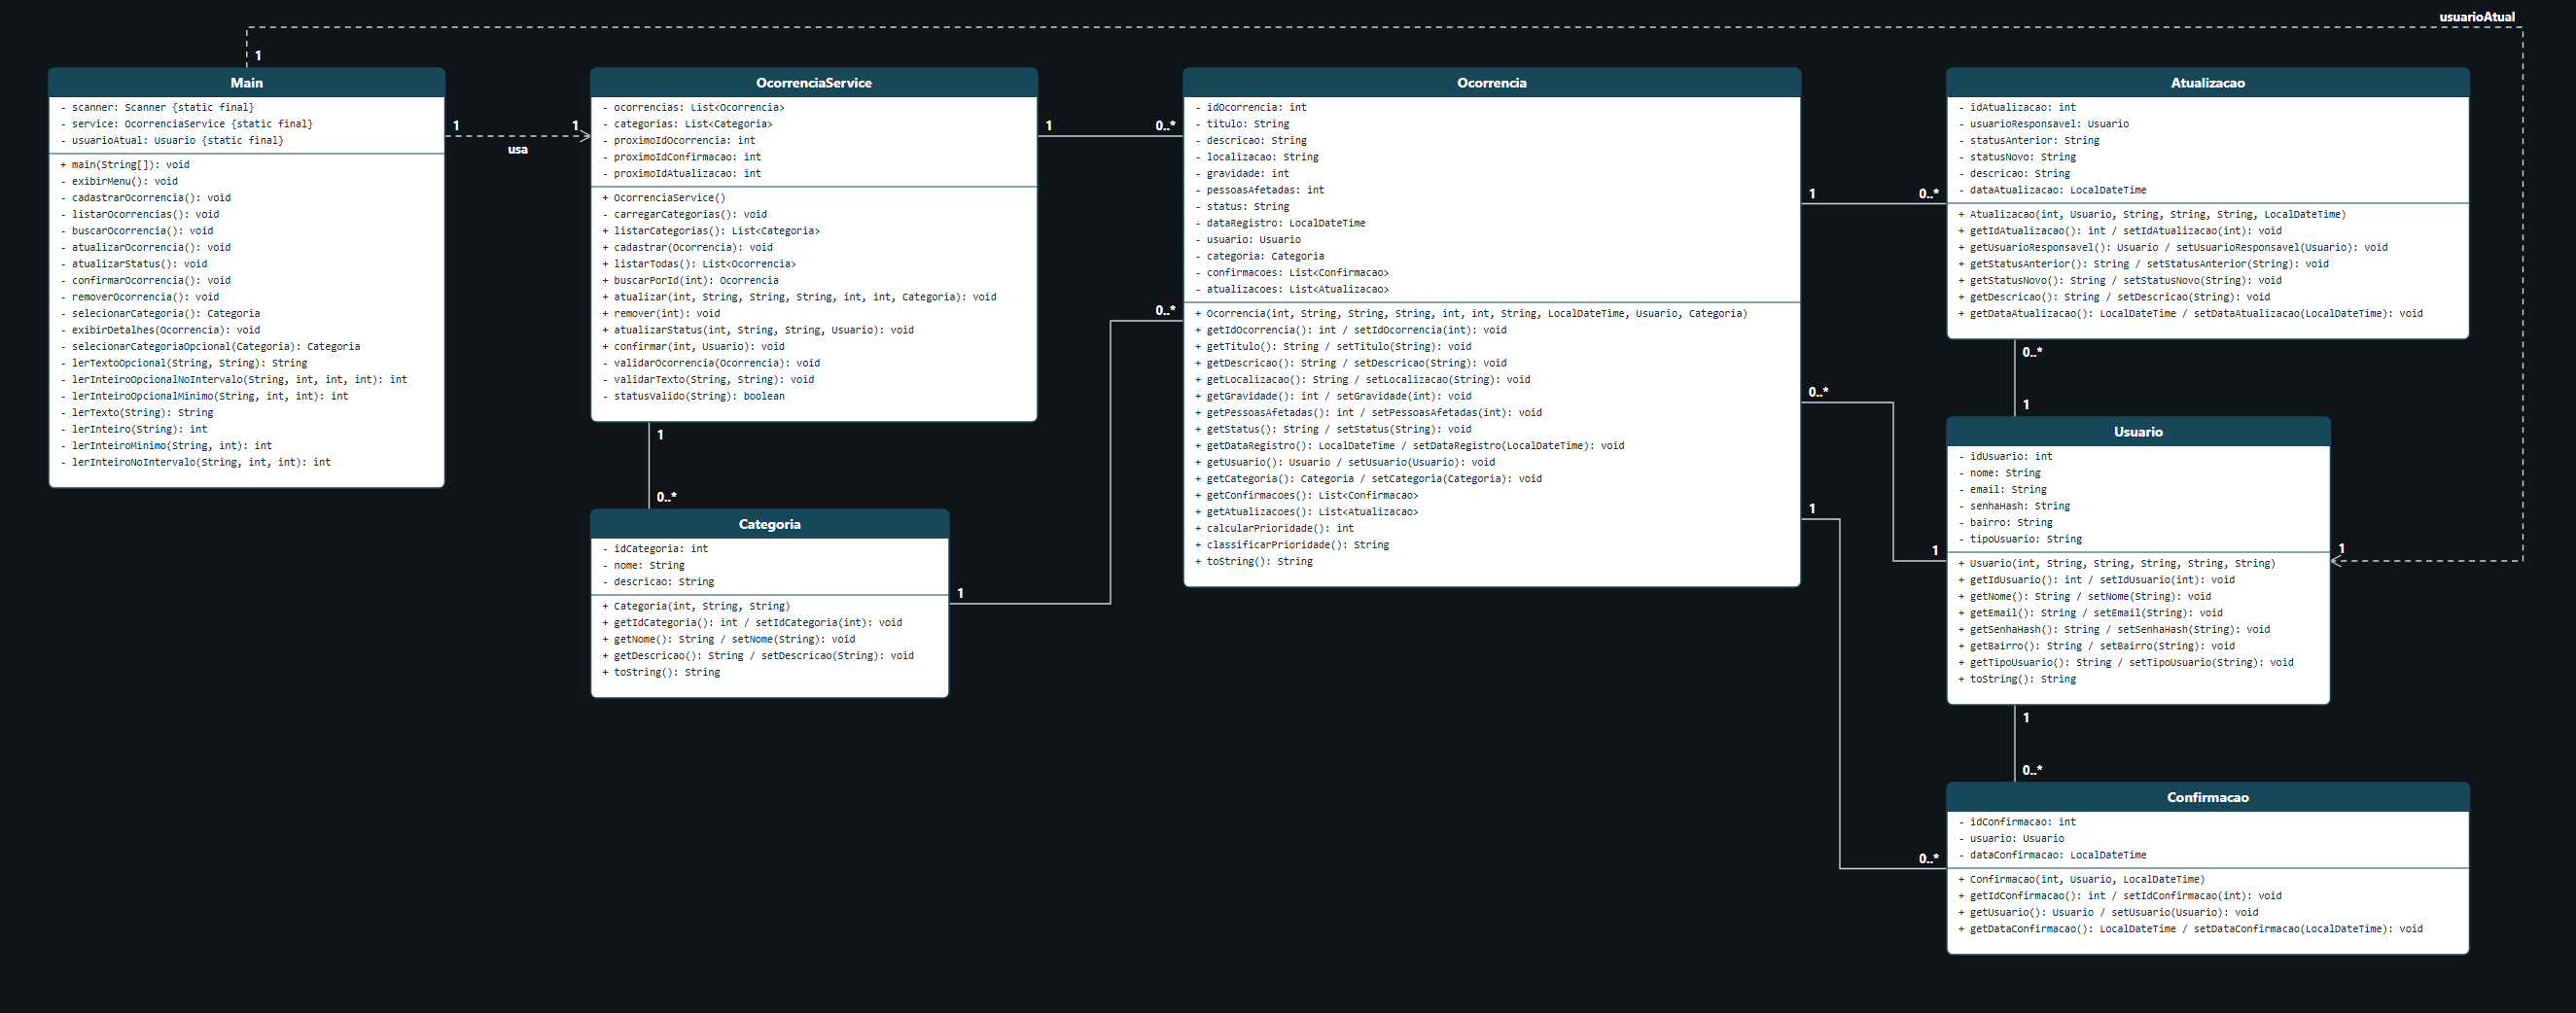 usuarioAtual
1
Main
- scanner: Scanner {static final}
- service: OcorrenciaService {static final}
- usuarioAtual: Usuario {static final}
+ main(String[]): void
- exibirMenu(): void
- cadastrarOcorrencia(): void
- listarOcorrencias(): void
- buscarOcorrencia(): void
- atualizarOcorrencia(): void
- atualizarStatus(): void
- confirmarOcorrencia(): void
- removerOcorrencia(): void
- selecionarCategoria(): Categoria
- exibirDetalhes(Ocorrencia): void
- selecionarCategoriaOpcional(Categoria): Categoria
- lerTextoOpcional(String, String): String
- lerInteiroOpcionalNoIntervalo(String, int, int, int): int
- lerInteiroOpcionalMinimo(String, int, int): int
- lerTexto(String): String
- lerInteiro(String): int
- lerInteiroMinimo(String, int): int
- lerInteiroNoIntervalo(String, int, int): int
1
1
usa
OcorrenciaService
- ocorrencias: List<Ocorrencia>
- categorias: List<Categoria>
- proximoIdOcorrencia: int
- proximoIdConfirmacao: int
- proximoIdAtualizacao: int
+ OcorrenciaService()
- carregarCategorias(): void
+ listarCategorias(): List<Categoria>
+ cadastrar(Ocorrencia): void
+ listarTodas(): List<Ocorrencia>
+ buscarPorId(int): Ocorrencia
+ atualizar(int, String, String, String, int, int, Categoria): void
+ remover(int): void
+ atualizarStatus(int, String, String, Usuario): void
+ confirmar(int, Usuario): void
- validarOcorrencia(Ocorrencia): void
- validarTexto(String, String): void
- statusValido(String): boolean
1
0..*
1
0..*
Categoria
- idCategoria: int
- nome: String
- descricao: String
+ Categoria(int, String, String)
+ getIdCategoria(): int / setIdCategoria(int): void
+ getNome(): String / setNome(String): void
+ getDescricao(): String / setDescricao(String): void
+ toString(): String
1
0..*
Ocorrencia
- idOcorrencia: int
- titulo: String
- descricao: String
- localizacao: String
- gravidade: int
- pessoasAfetadas: int
- status: String
- dataRegistro: LocalDateTime
- usuario: Usuario
- categoria: Categoria
- confirmacoes: List<Confirmacao>
- atualizacoes: List<Atualizacao>
+ Ocorrencia(int, String, String, String, int, int, String, LocalDateTime, Usuario, Categoria)
+ getIdOcorrencia(): int / setIdOcorrencia(int): void
+ getTitulo(): String / setTitulo(String): void
+ getDescricao(): String / setDescricao(String): void
+ getLocalizacao(): String / setLocalizacao(String): void
+ getGravidade(): int / setGravidade(int): void
+ getPessoasAfetadas(): int / setPessoasAfetadas(int): void
+ getStatus(): String / setStatus(String): void
+ getDataRegistro(): LocalDateTime / setDataRegistro(LocalDateTime): void
+ getUsuario(): Usuario / setUsuario(Usuario): void
+ getCategoria(): Categoria / setCategoria(Categoria): void
+ getConfirmacoes(): List<Confirmacao>
+ getAtualizacoes(): List<Atualizacao>
+ calcularPrioridade(): int
+ classificarPrioridade(): String
+ toString(): String
1
0..*
0..*
1
1
0..*
Atualizacao
- idAtualizacao: int
- usuarioResponsavel: Usuario
- statusAnterior: String
- statusNovo: String
- descricao: String
- dataAtualizacao: LocalDateTime
+ Atualizacao(int, Usuario, String, String, String, LocalDateTime)
+ getIdAtualizacao(): int / setIdAtualizacao(int): void
+ getUsuarioResponsavel(): Usuario / setUsuarioResponsavel(Usuario): void
+ getStatusAnterior(): String / setStatusAnterior(String): void
+ getStatusNovo(): String / setStatusNovo(String): void
+ getDescricao(): String / setDescricao(String): void
+ getDataAtualizacao(): LocalDateTime / setDataAtualizacao(LocalDateTime): void
0..*
1
Usuario
- idUsuario: int
- nome: String
- email: String
- senhaHash: String
- bairro: String
- tipoUsuario: String
+ Usuario(int, String, String, String, String, String)
+ getIdUsuario(): int / setIdUsuario(int): void
+ getNome(): String / setNome(String): void
+ getEmail(): String / setEmail(String): void
+ getSenhaHash(): String / setSenhaHash(String): void
+ getBairro(): String / setBairro(String): void
+ getTipoUsuario(): String / setTipoUsuario(String): void
+ toString(): String
1
1
0..*
Confirmacao
- idConfirmacao: int
- usuario: Usuario
- dataConfirmacao: LocalDateTime
+ Confirmacao(int, Usuario, LocalDateTime)
+ getIdConfirmacao(): int / setIdConfirmacao(int): void
+ getUsuario(): Usuario / setUsuario(Usuario): void
+ getDataConfirmacao(): LocalDateTime / setDataConfirmacao(LocalDateTime): void